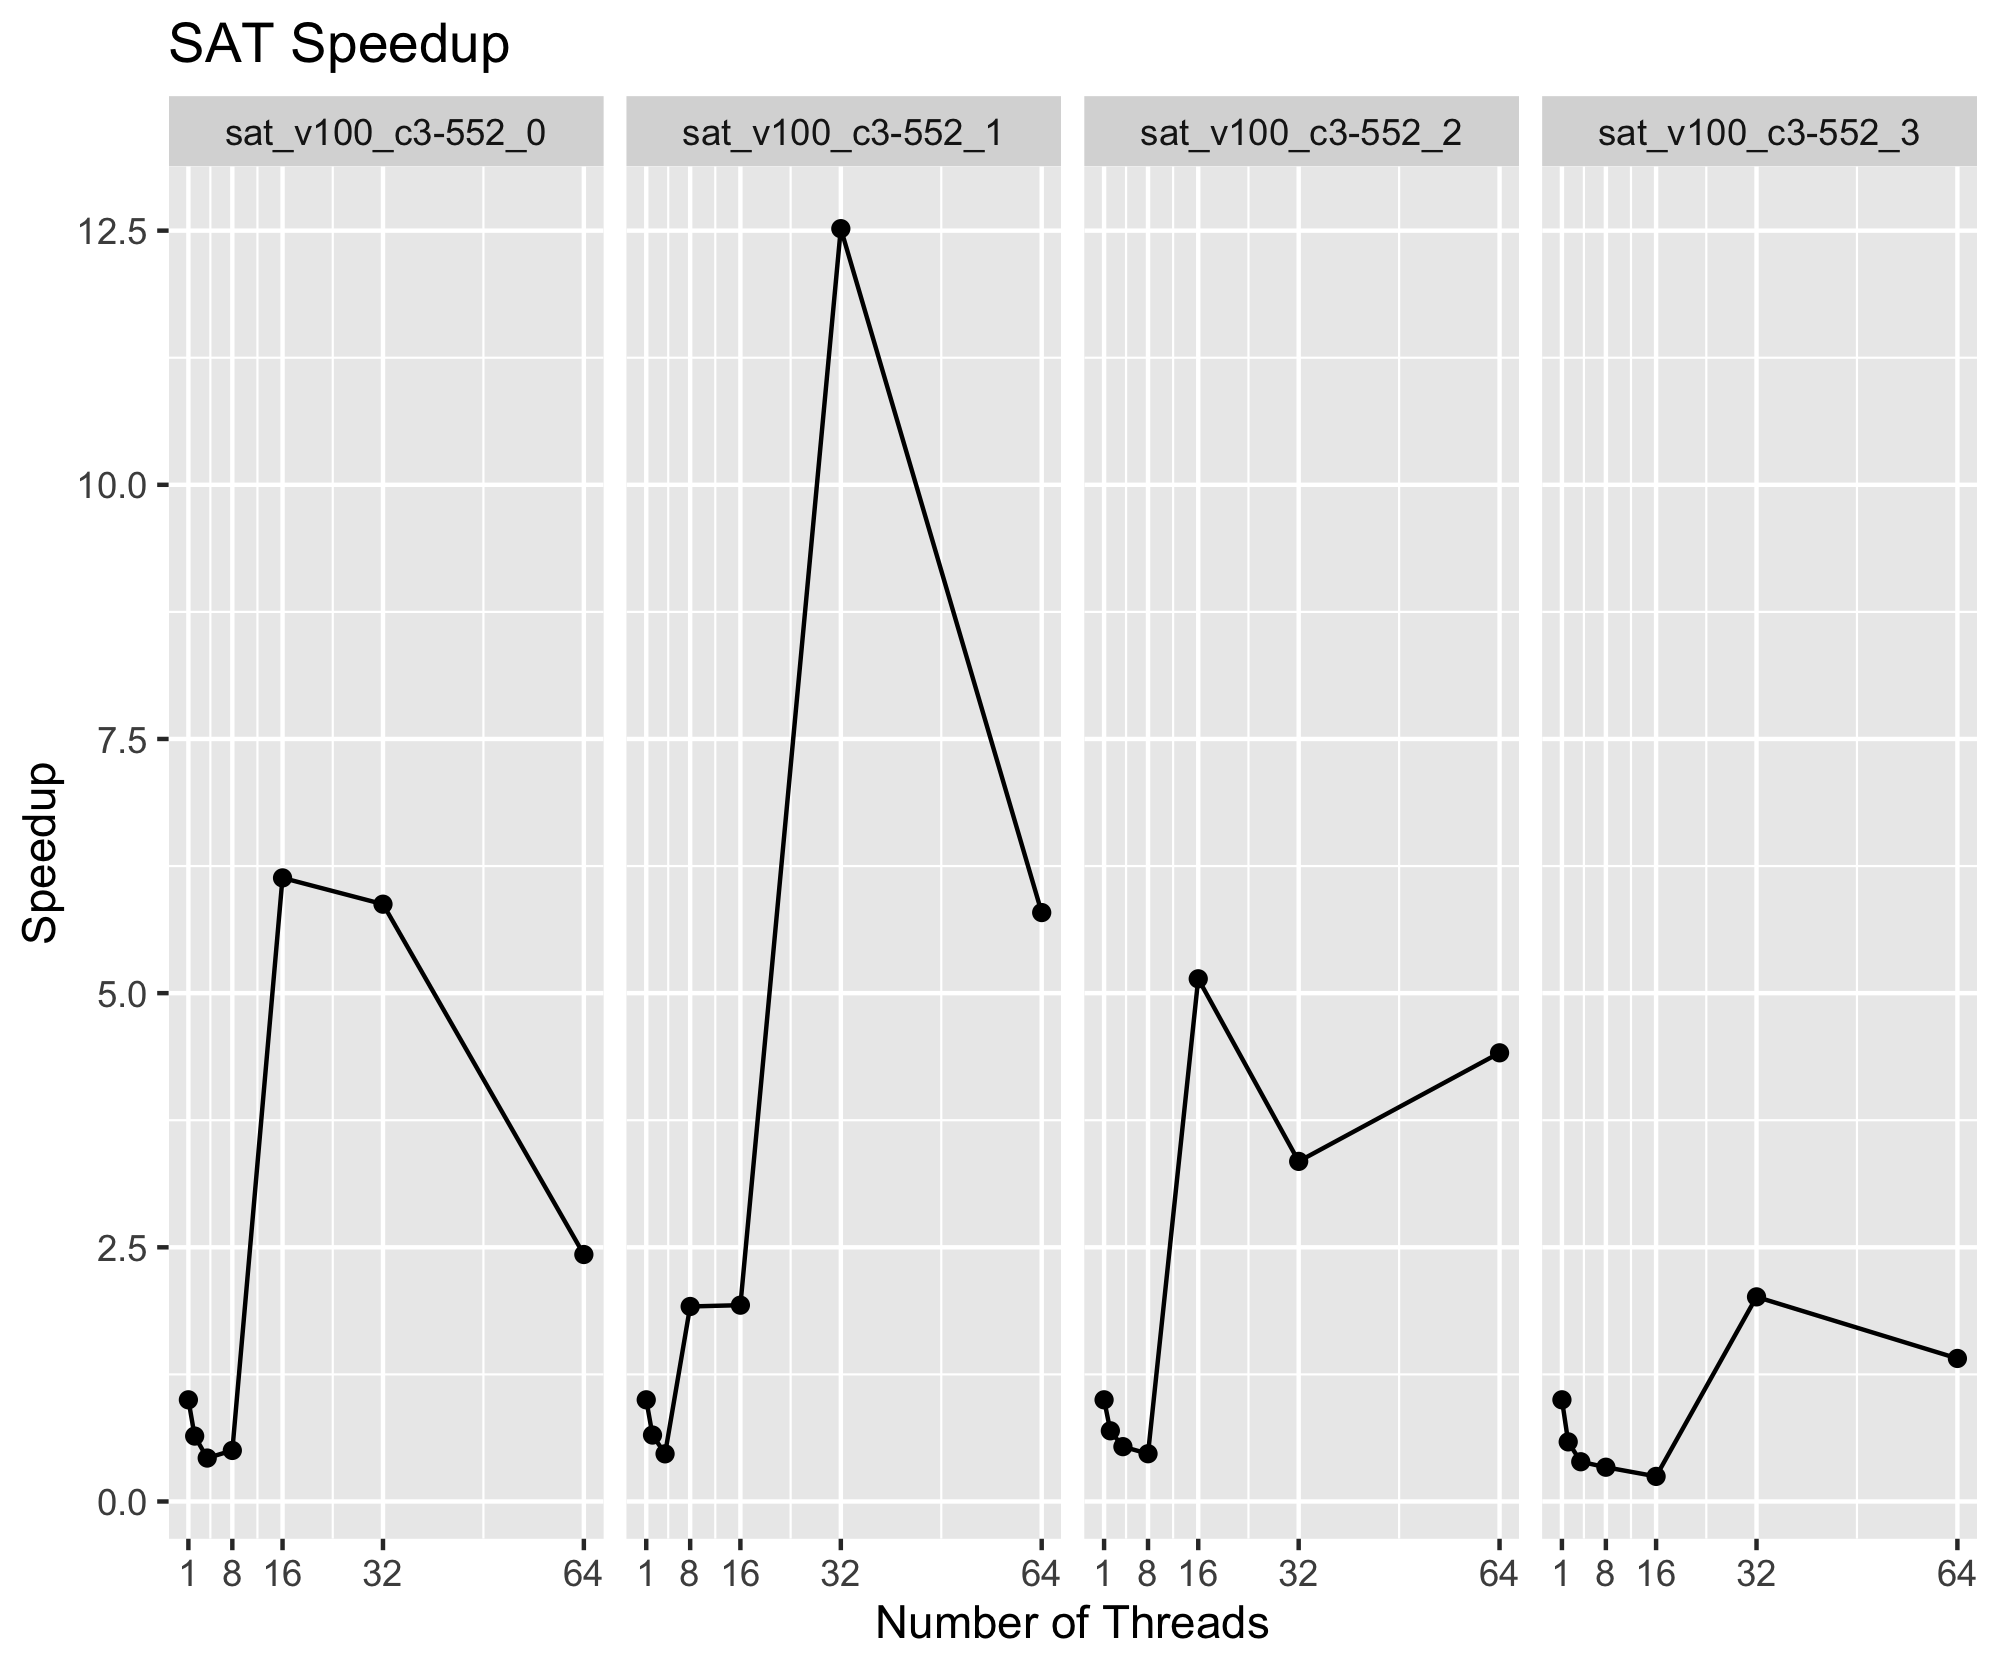 SAT Speedup
sat_v100_c3-552_0 sat_v100_c3-552_1 sat_v100_c3-552_2 sat_v100_c3-552_3
12.5
10.0
7.5
5.0
2.5
0.0
Speedup
1 8 16 32 64 1 8 16 32 64 1 8 16 32 64 1 8 16 32 64
Number of Threads